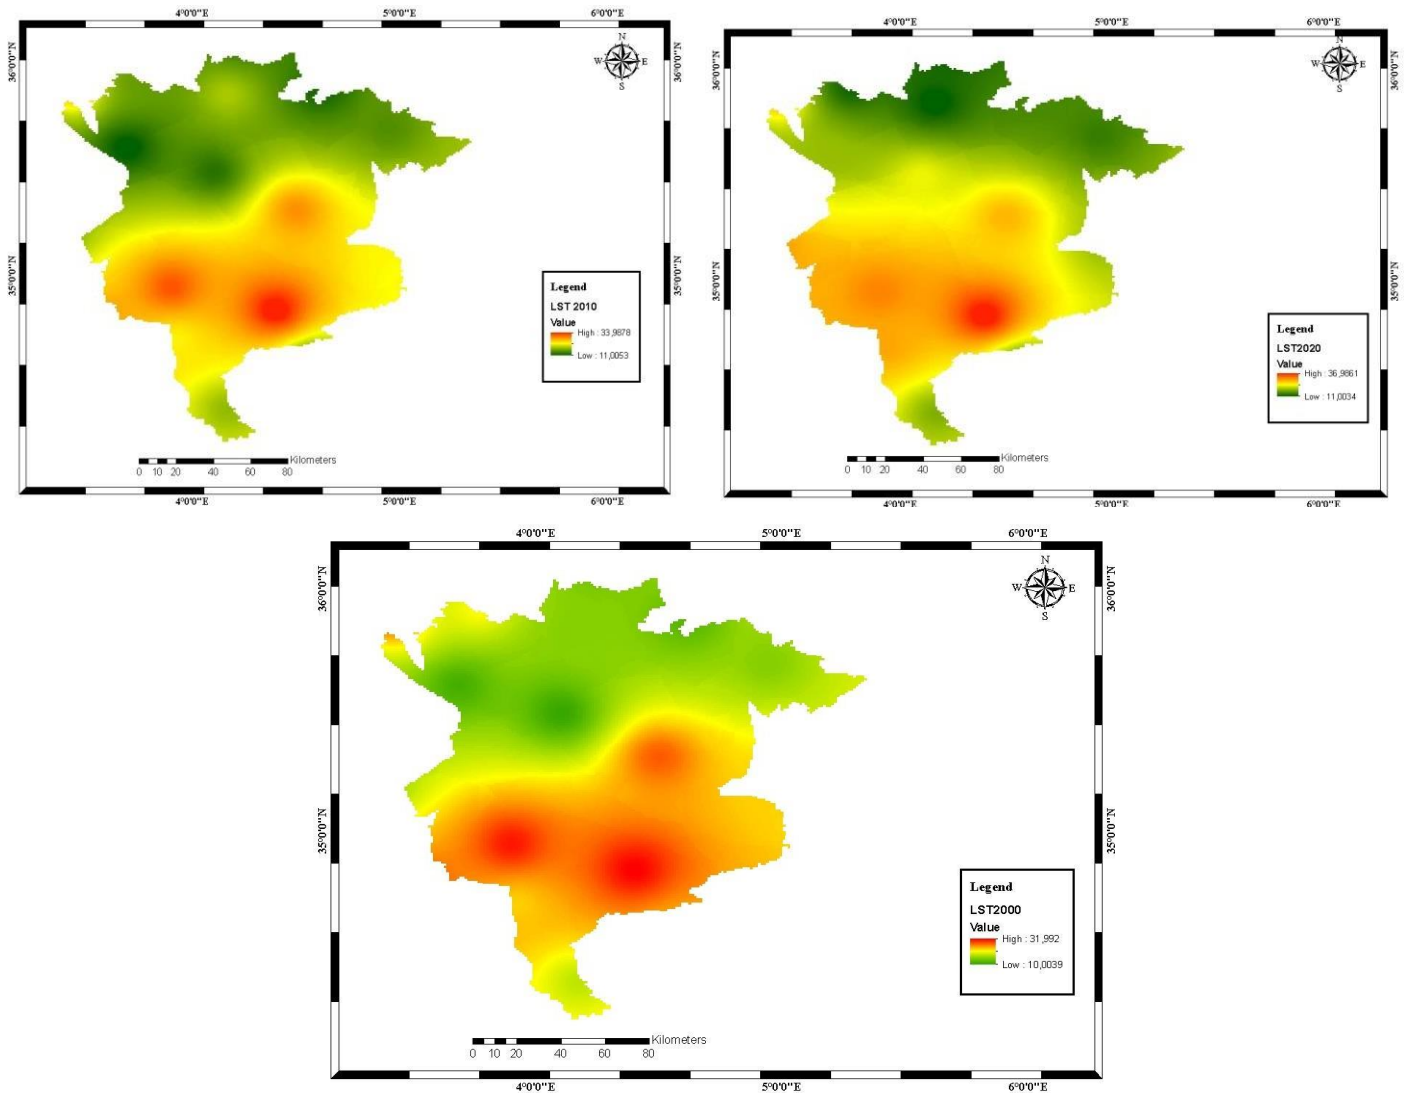 4°0'0"E 5°0'0"E 6°0'0"E
36°0'0"N
36°0'0"N
N
W E
S
35°0'0"N
35°0'0"N
Legend
LST 2010
Value
High : 33,9878
Low : 11,0053
Kilometers
0 10 20 40 60 80
4°0'0"E 5°0'0"E 6°0'0"E
4°0'0"E 5°0'0"E 6°0'0"E
36°0'0"N
36°0'0"N
N
W E
S
35°0'0"N
35°0'0"N
Legend
LST2020
Value
High : 36,9861
Low : 11,0034
Kilometers
0 10 20 40 60 80
4°0'0"E 5°0'0"E 6°0'0"E
4°0'0"E 5°0'0"E 6°0'0"E
36°0'0"N
36°0'0"N
N
W E
S
35°0'0"N
35°0'0"N
Legend
LST2000
Value
High : 31,992
Low : 10,0039
Kilometers
0 10 20 40 60 80
4°0'0"E 5°0'0"E 6°0'0"E